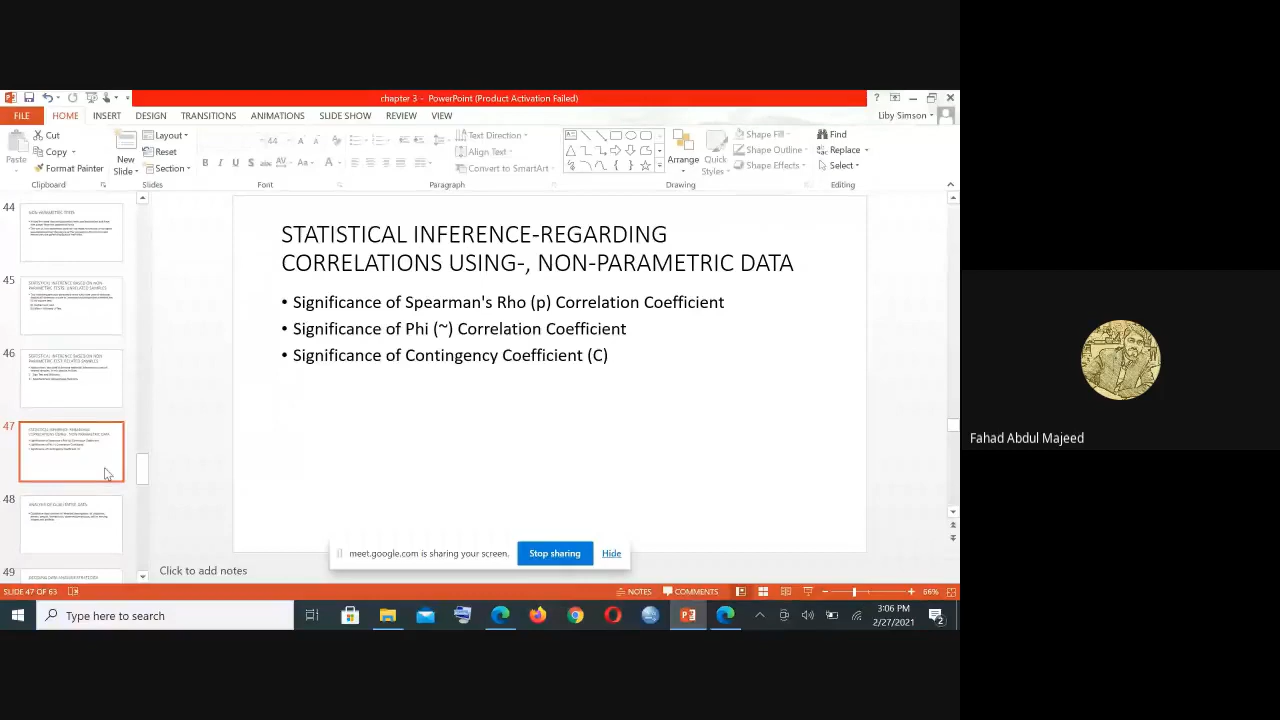 chapter 3 - PowerPoint (Product Activation Failed)
FILE HOME INSERT DESIGN TRANSITIONS ANIMATIONS SLIDE SHOW REVIEW VIEW
Liby Simson
Paste
Cut
Copy
Format Painter
Clipboard
New
Slide
Layout
Reset
Section
Slides
44
Font
Text Direction
Align Text
Convert to SmartArt
Paragraph
Arrange
Quick
Styles
Shape Fill
Shape Outline
Shape Effects
Drawing
Find
Replace
Select
Editing
44
45
46
47
48
ANALYSIS OF QUALITATIVE DATA
49
STATISTICAL INFERENCE-REGARDING
CORRELATIONS USING-, NON-PARAMETRIC DATA
• Significance of Spearman's Rho (p) Correlation Coefficient
• Significance of Phi (~) Correlation Coefficient
• Significance of Contingency Coefficient (C)
meet.google.com is sharing your screen.
Stop sharing
Hide
Click to add notes
SLIDE 47 OF 63
NOTES
COMMENTS
66%
Type here to search
3:06 PM
2/27/2021
2
Fahad Abdul Majeed